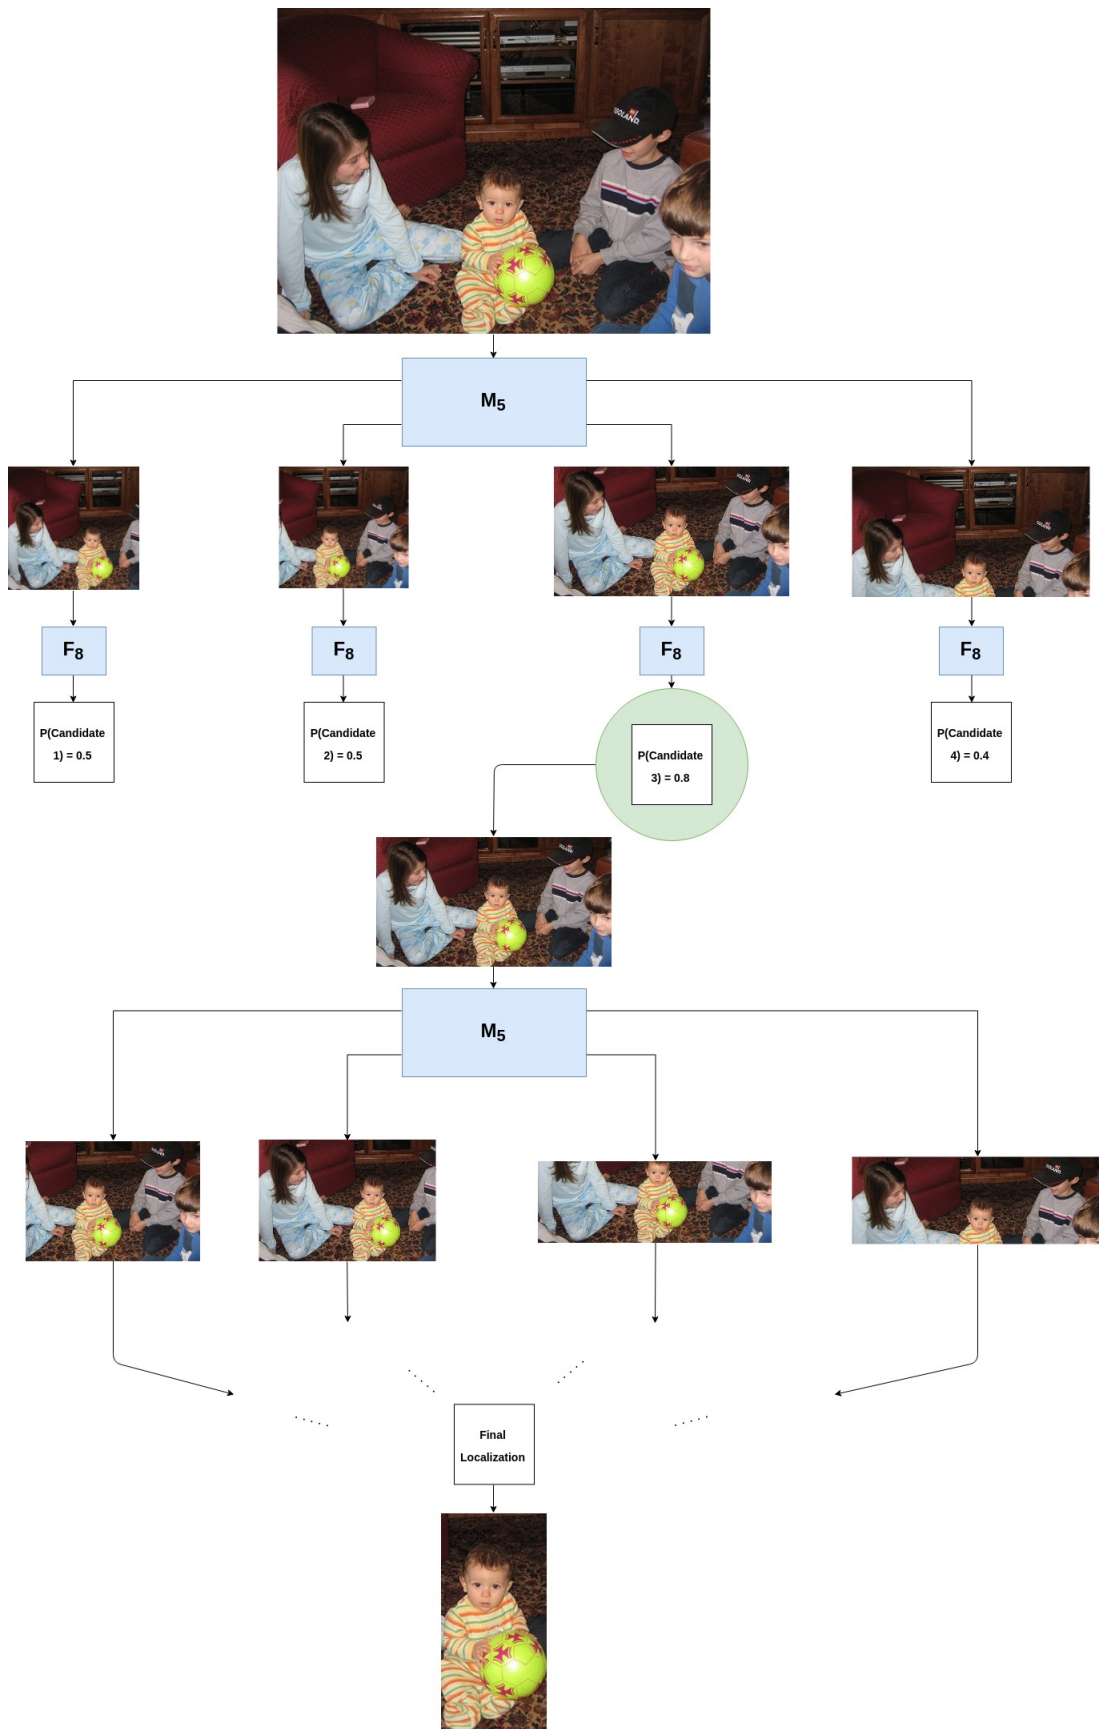 M5
F8
F8
F8
F8
P(Candidate
1) = 0.5
P(Candidate
2) = 0.5
P(Candidate
3) = 0.8
P(Candidate
4) = 0.4
M5
Final
Localization